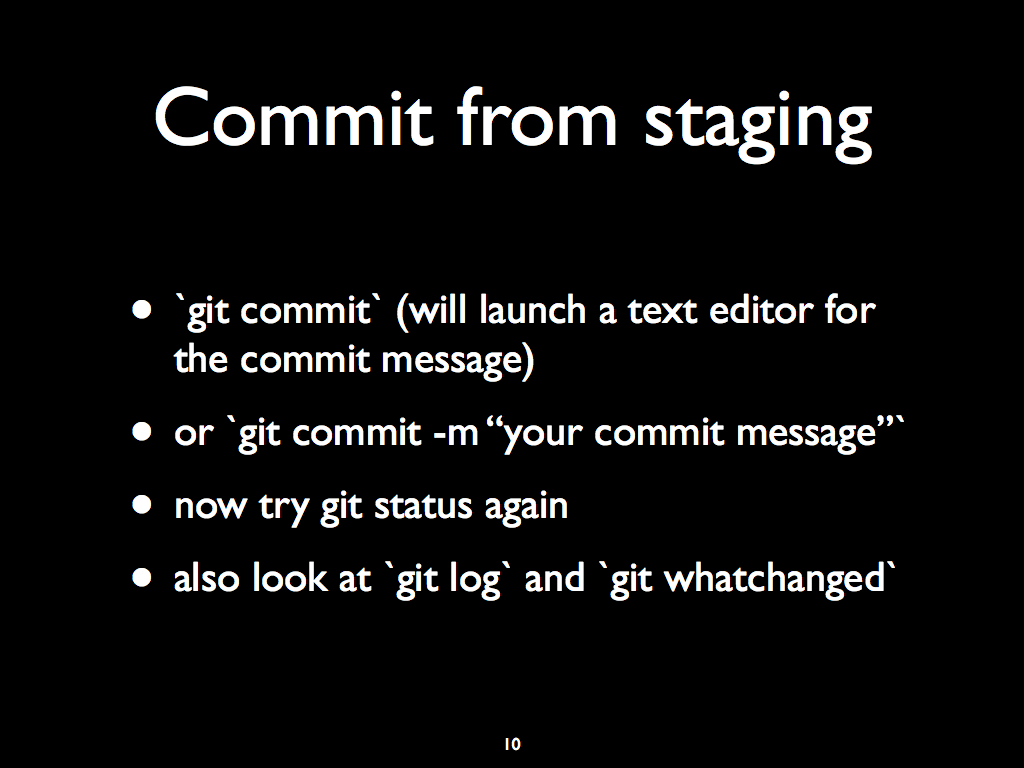 Commit from staging
• `git commit` (will launch a text editor for
the commit message)
• or `git commit -m “your commit message”`
• now try git status again
• also look at `git log` and `git whatchanged`
10